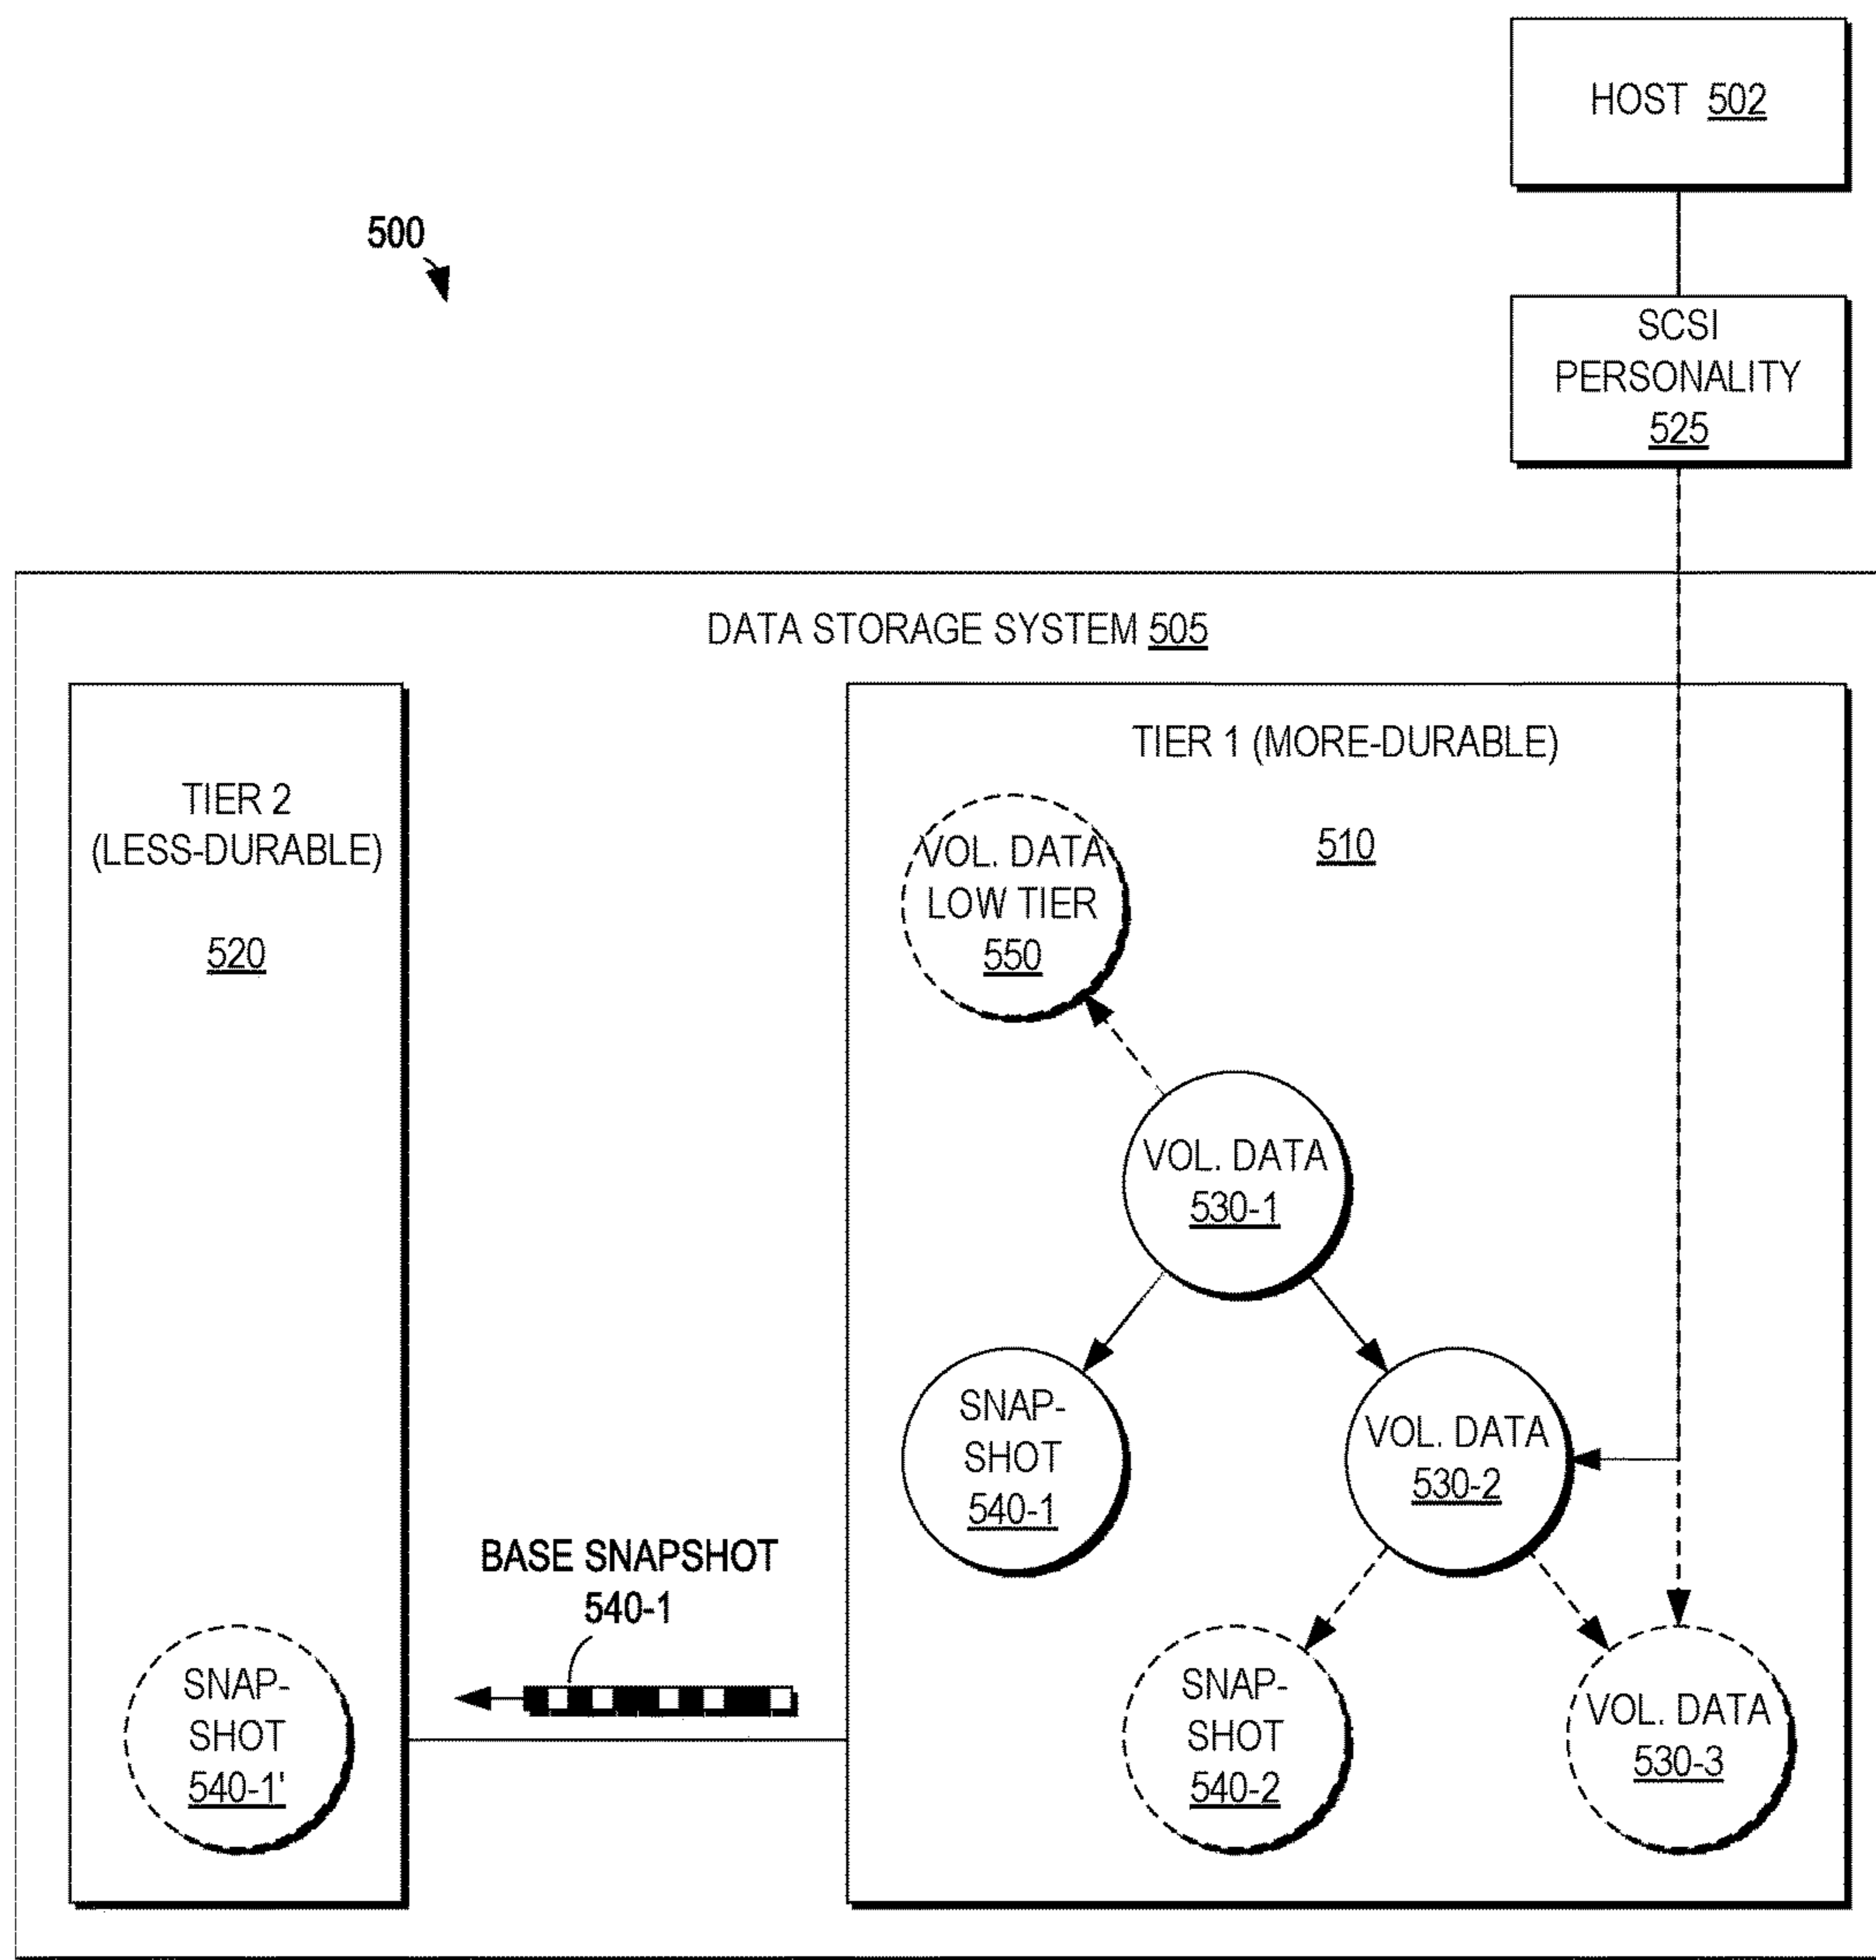 HOST 502
500
SCSI
PERSONALITY
525
DATA STORAGE SYSTEM 505
TIER 2
(LESS-DURABLE)
520
TIER 1 (MORE-DURABLE)
510
VOL. DATA
LOW TIER
550
VOL. DATA
530-1
SNAP-
SHOT
540-1
VOL. DATA
530-2
BASE SNAPSHOT
540-1
SNAP-
SHOT
540-1'
SNAP-
SHOT
540-2
VOL. DATA
530-3